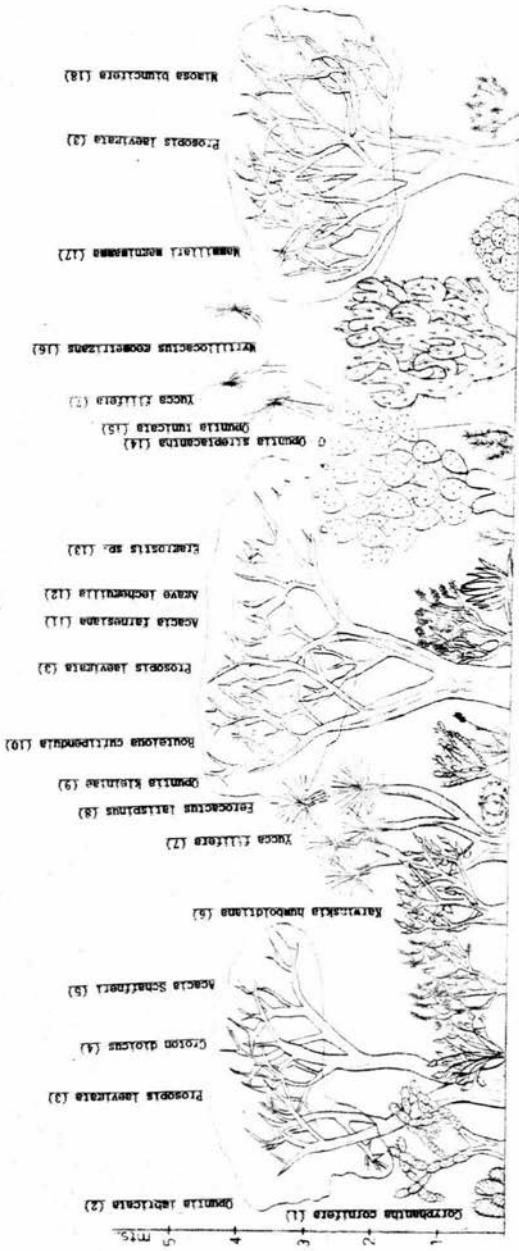 mts.
5
4
3
2
1
Coryphantha cornifera (1)
Opuntia imbricata (2)
Prosopis laevigata (3)
Croton dioicus (4)
Acacia Schaffneri (5)
Karwinskia humboldtiana (6)
Yucca filifera (7)
Ferocactus latispinus (8)
Opuntia kleiniae (9)
Bouteloua curtipendula (10)
Prosopis laevigata (3)
Acacia farnesiana (11)
Agave lechuguilla (12)
Eragrostis sp. (13)
Opuntia streptacantha (14)
Opuntia tunicata (15)
Yucca filifera (7)
Myrtillocactus geometrizans (16)
Mammillari (17)
Prosopis laevigata (3)
Mimosa biuncifera (18)